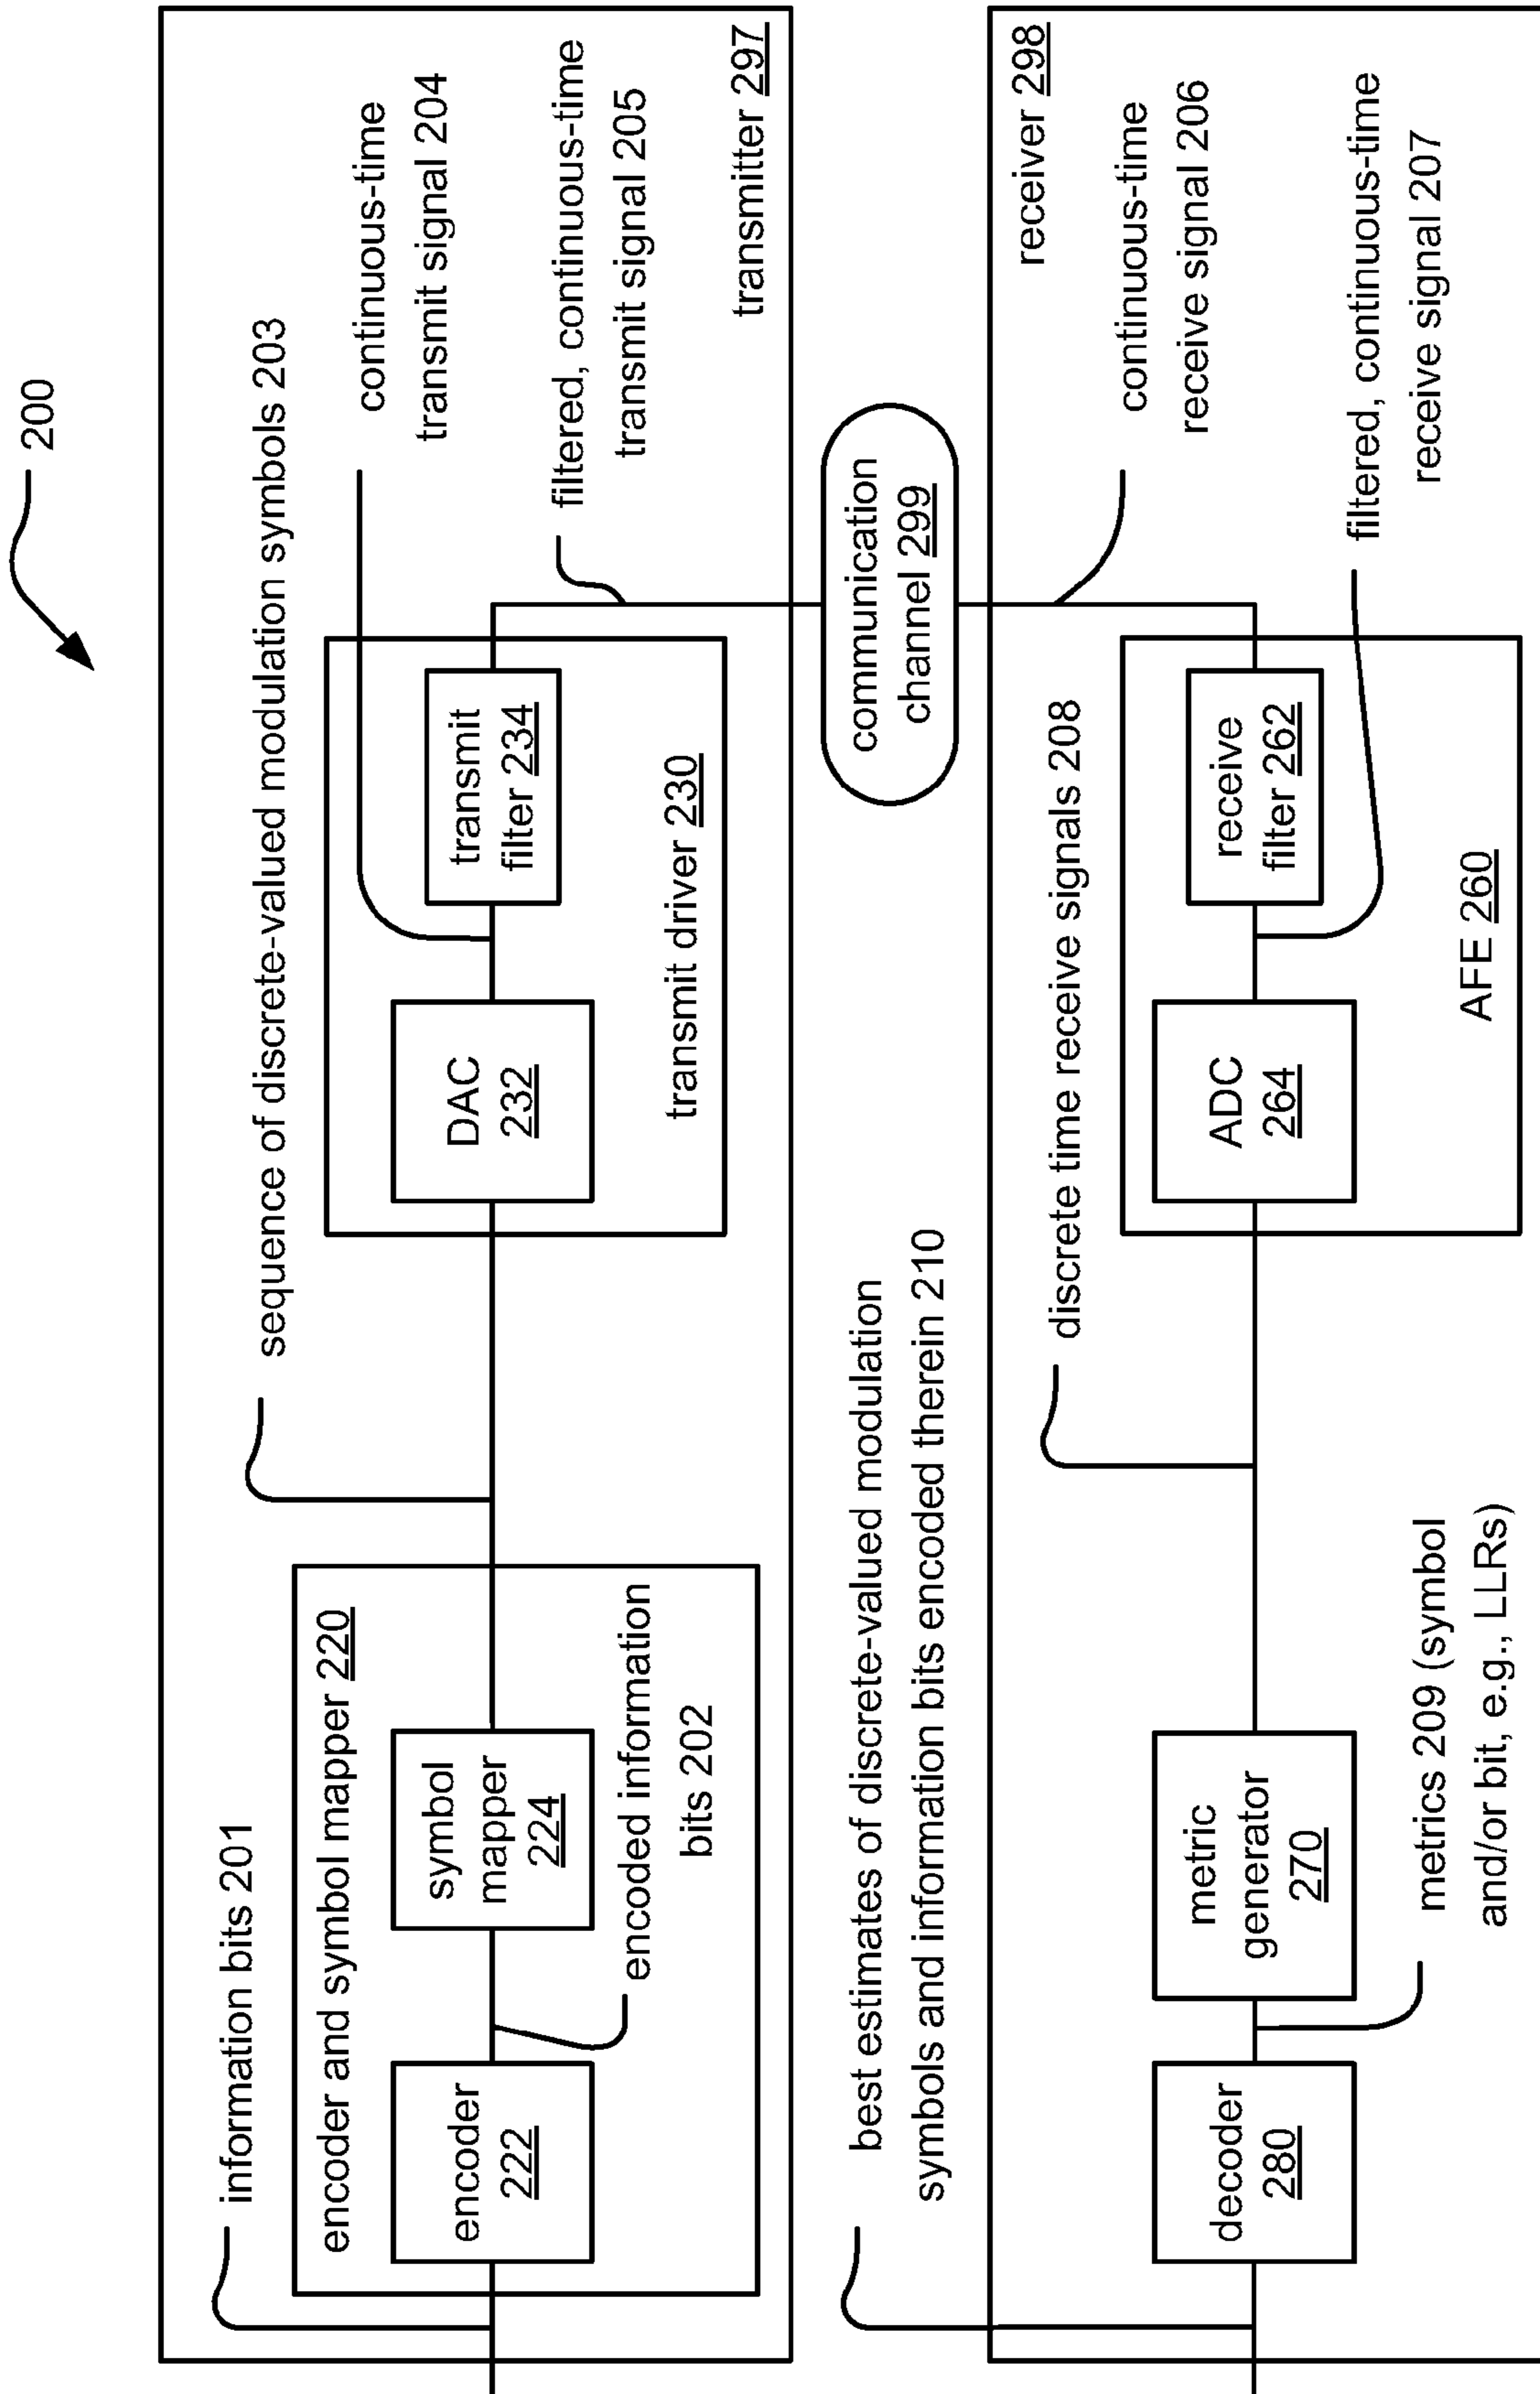 200
information bits 201
sequence of discrete-valued modulation symbols 203
encoder and symbol mapper 220
encoder
222
symbol
mapper
224
encoded information
bits 202
DAC
232
transmit
filter 234
transmit driver 230
continuous-time
transmit signal 204
filtered, continuous-time
transmit signal 205
transmitter 297
communication
channel 299
best estimates of discrete-valued modulation
symbols and information bits encoded therein 210
receiver 298
discrete time receive signals 208
continuous-time
receive signal 206
decoder
280
metric
generator
270
metrics 209 (symbol
and/or bit, e.g., LLRs)
ADC
264
receive
filter 262
AFE 260
filtered, continuous-time
receive signal 207